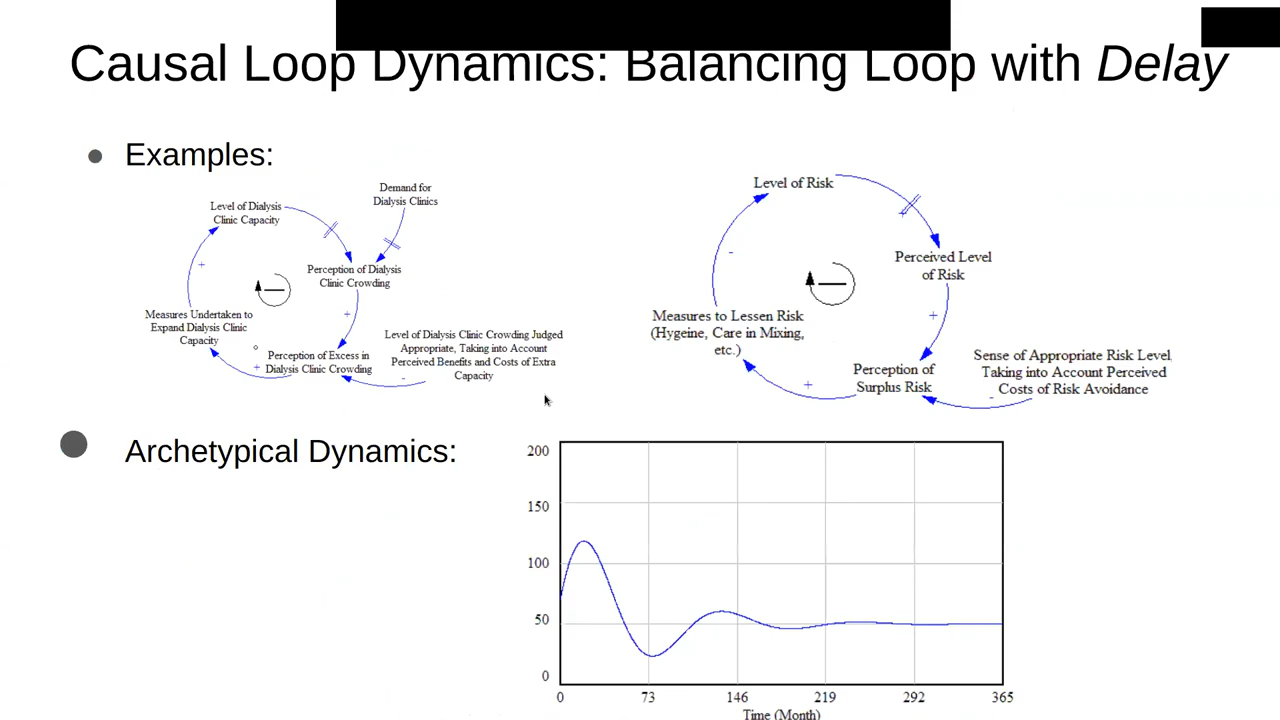 Causal Loop Dynamics: Balancing Loop with Delay
Examples:
Level of Dialysis
Clinic Capacity
Demand for
Dialysis Clinics
Perception of Dialysis
Clinic Crowding
+
+
Measures Undertaken to
Expand Dialysis Clinic
Capacity
+
Perception of Excess in
Dialysis Clinic Crowding
Level of Dialysis Clinic Crowding Judged
Appropriate, Taking into Account
Perceived Benefits and Costs of Extra
Capacity
-
Level of Risk
+
-
Perceived Level
of Risk
+
Measures to Lessen Risk
(Hygeine, Care in Mixing,
etc.)
+
Perception of
Surplus Risk
Sense of Appropriate Risk Level,
Taking into Account Perceived
Costs of Risk Avoidance
-
Archetypical Dynamics:
200
150
100
50
0
0 73 146 219 292 365
Time (Month)